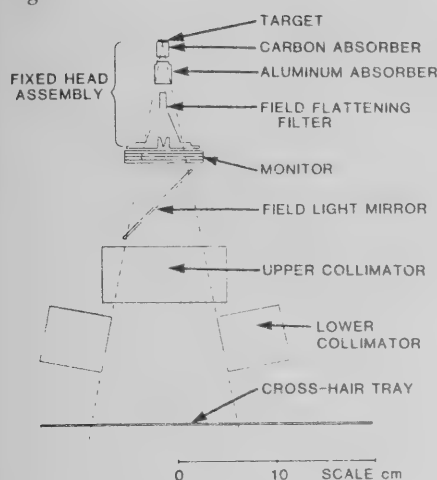 TARGET
CARBON ABSORBER
ALUMINUM ABSORBER
FIXED HEAD
ASSEMBLY
FIELD FLATTENING
FILTER
MONITOR
FIELD LIGHT MIRROR
UPPER COLLIMATOR
LOWER
COLLIMATOR
CROSS-HAIR TRAY
0 10 SCALE cm